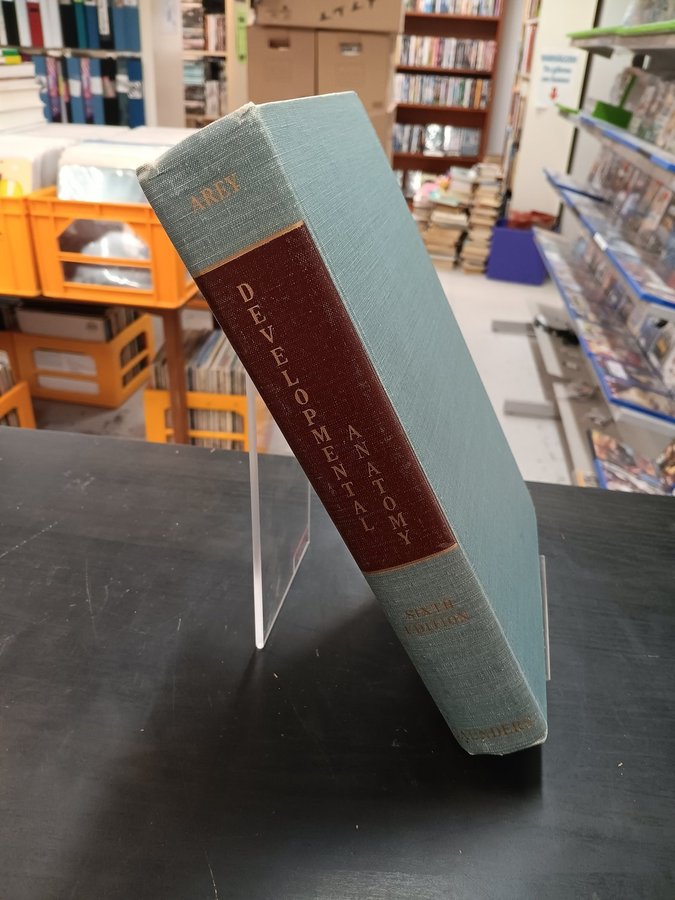 AREY
DEVELOPMENTAL
ANATOMY
SIXTH
EDITION
SAUNDERS